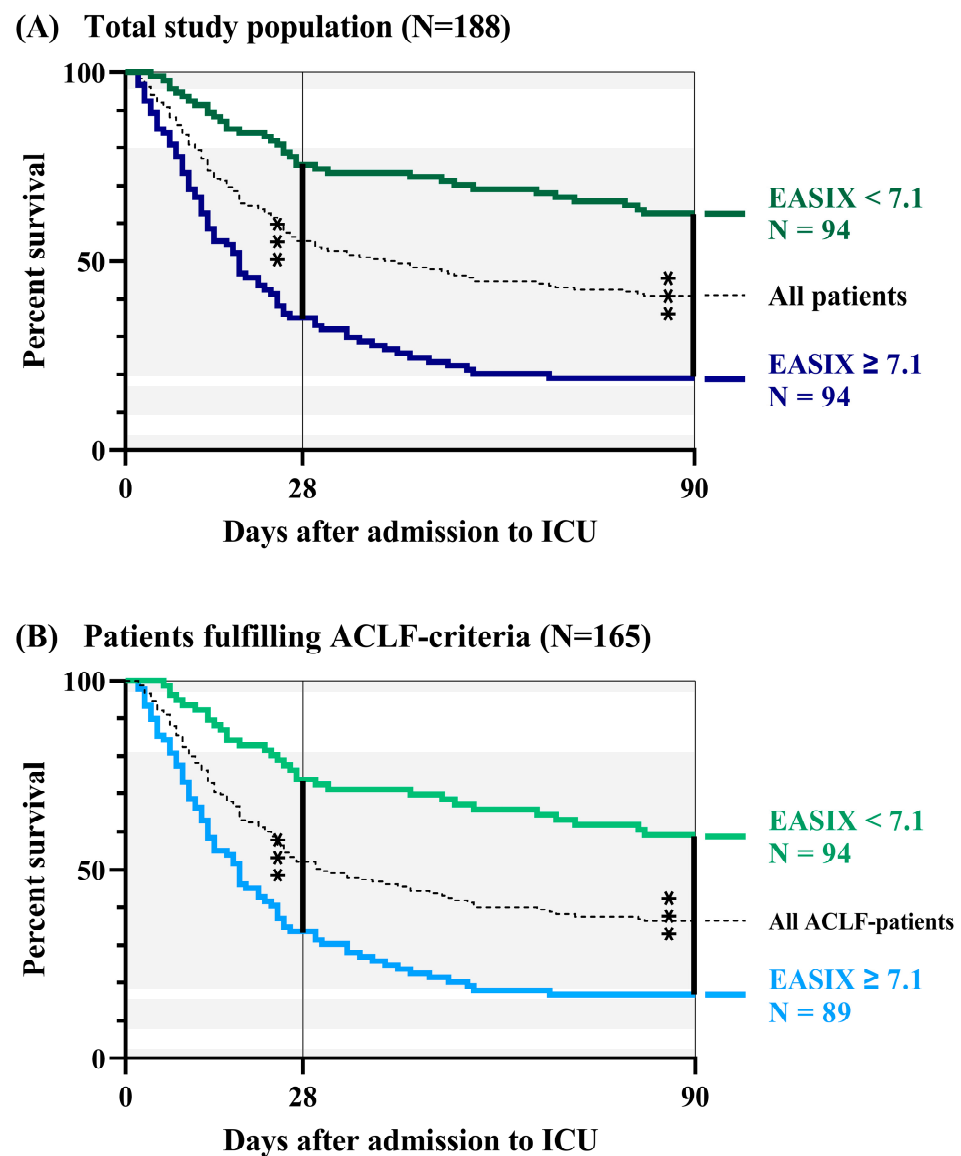 (A) Total study population (N=188)
100
50
0
Percent survival
0
28
90
Days after admission to ICU
***
***
EASIX < 7.1
N = 94
All patients
EASIX ≥ 7.1
N = 94
(B) Patients fulfilling ACLF-criteria (N=165)
100
50
0
Percent survival
0
28
90
Days after admission to ICU
***
***
EASIX < 7.1
N = 94
All ACLF-patients
EASIX ≥ 7.1
N = 89